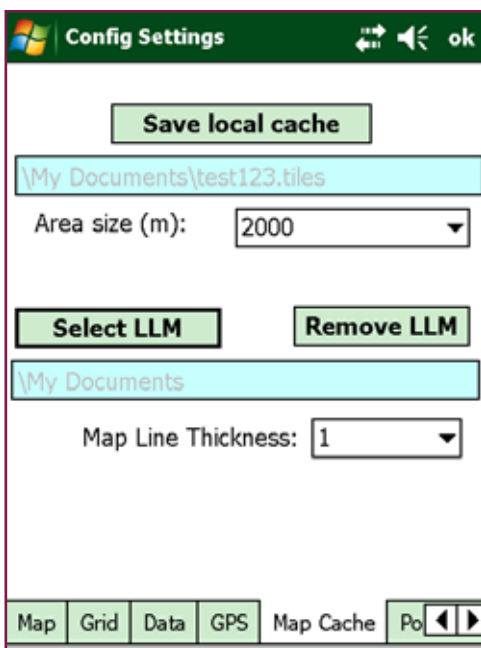 Config Settings ok
Save local cache
\My Documents\test123.tiles
Area size (m): 2000
Select LLM Remove LLM
\My Documents
Map Line Thickness: 1
Map Grid Data GPS Map Cache Po